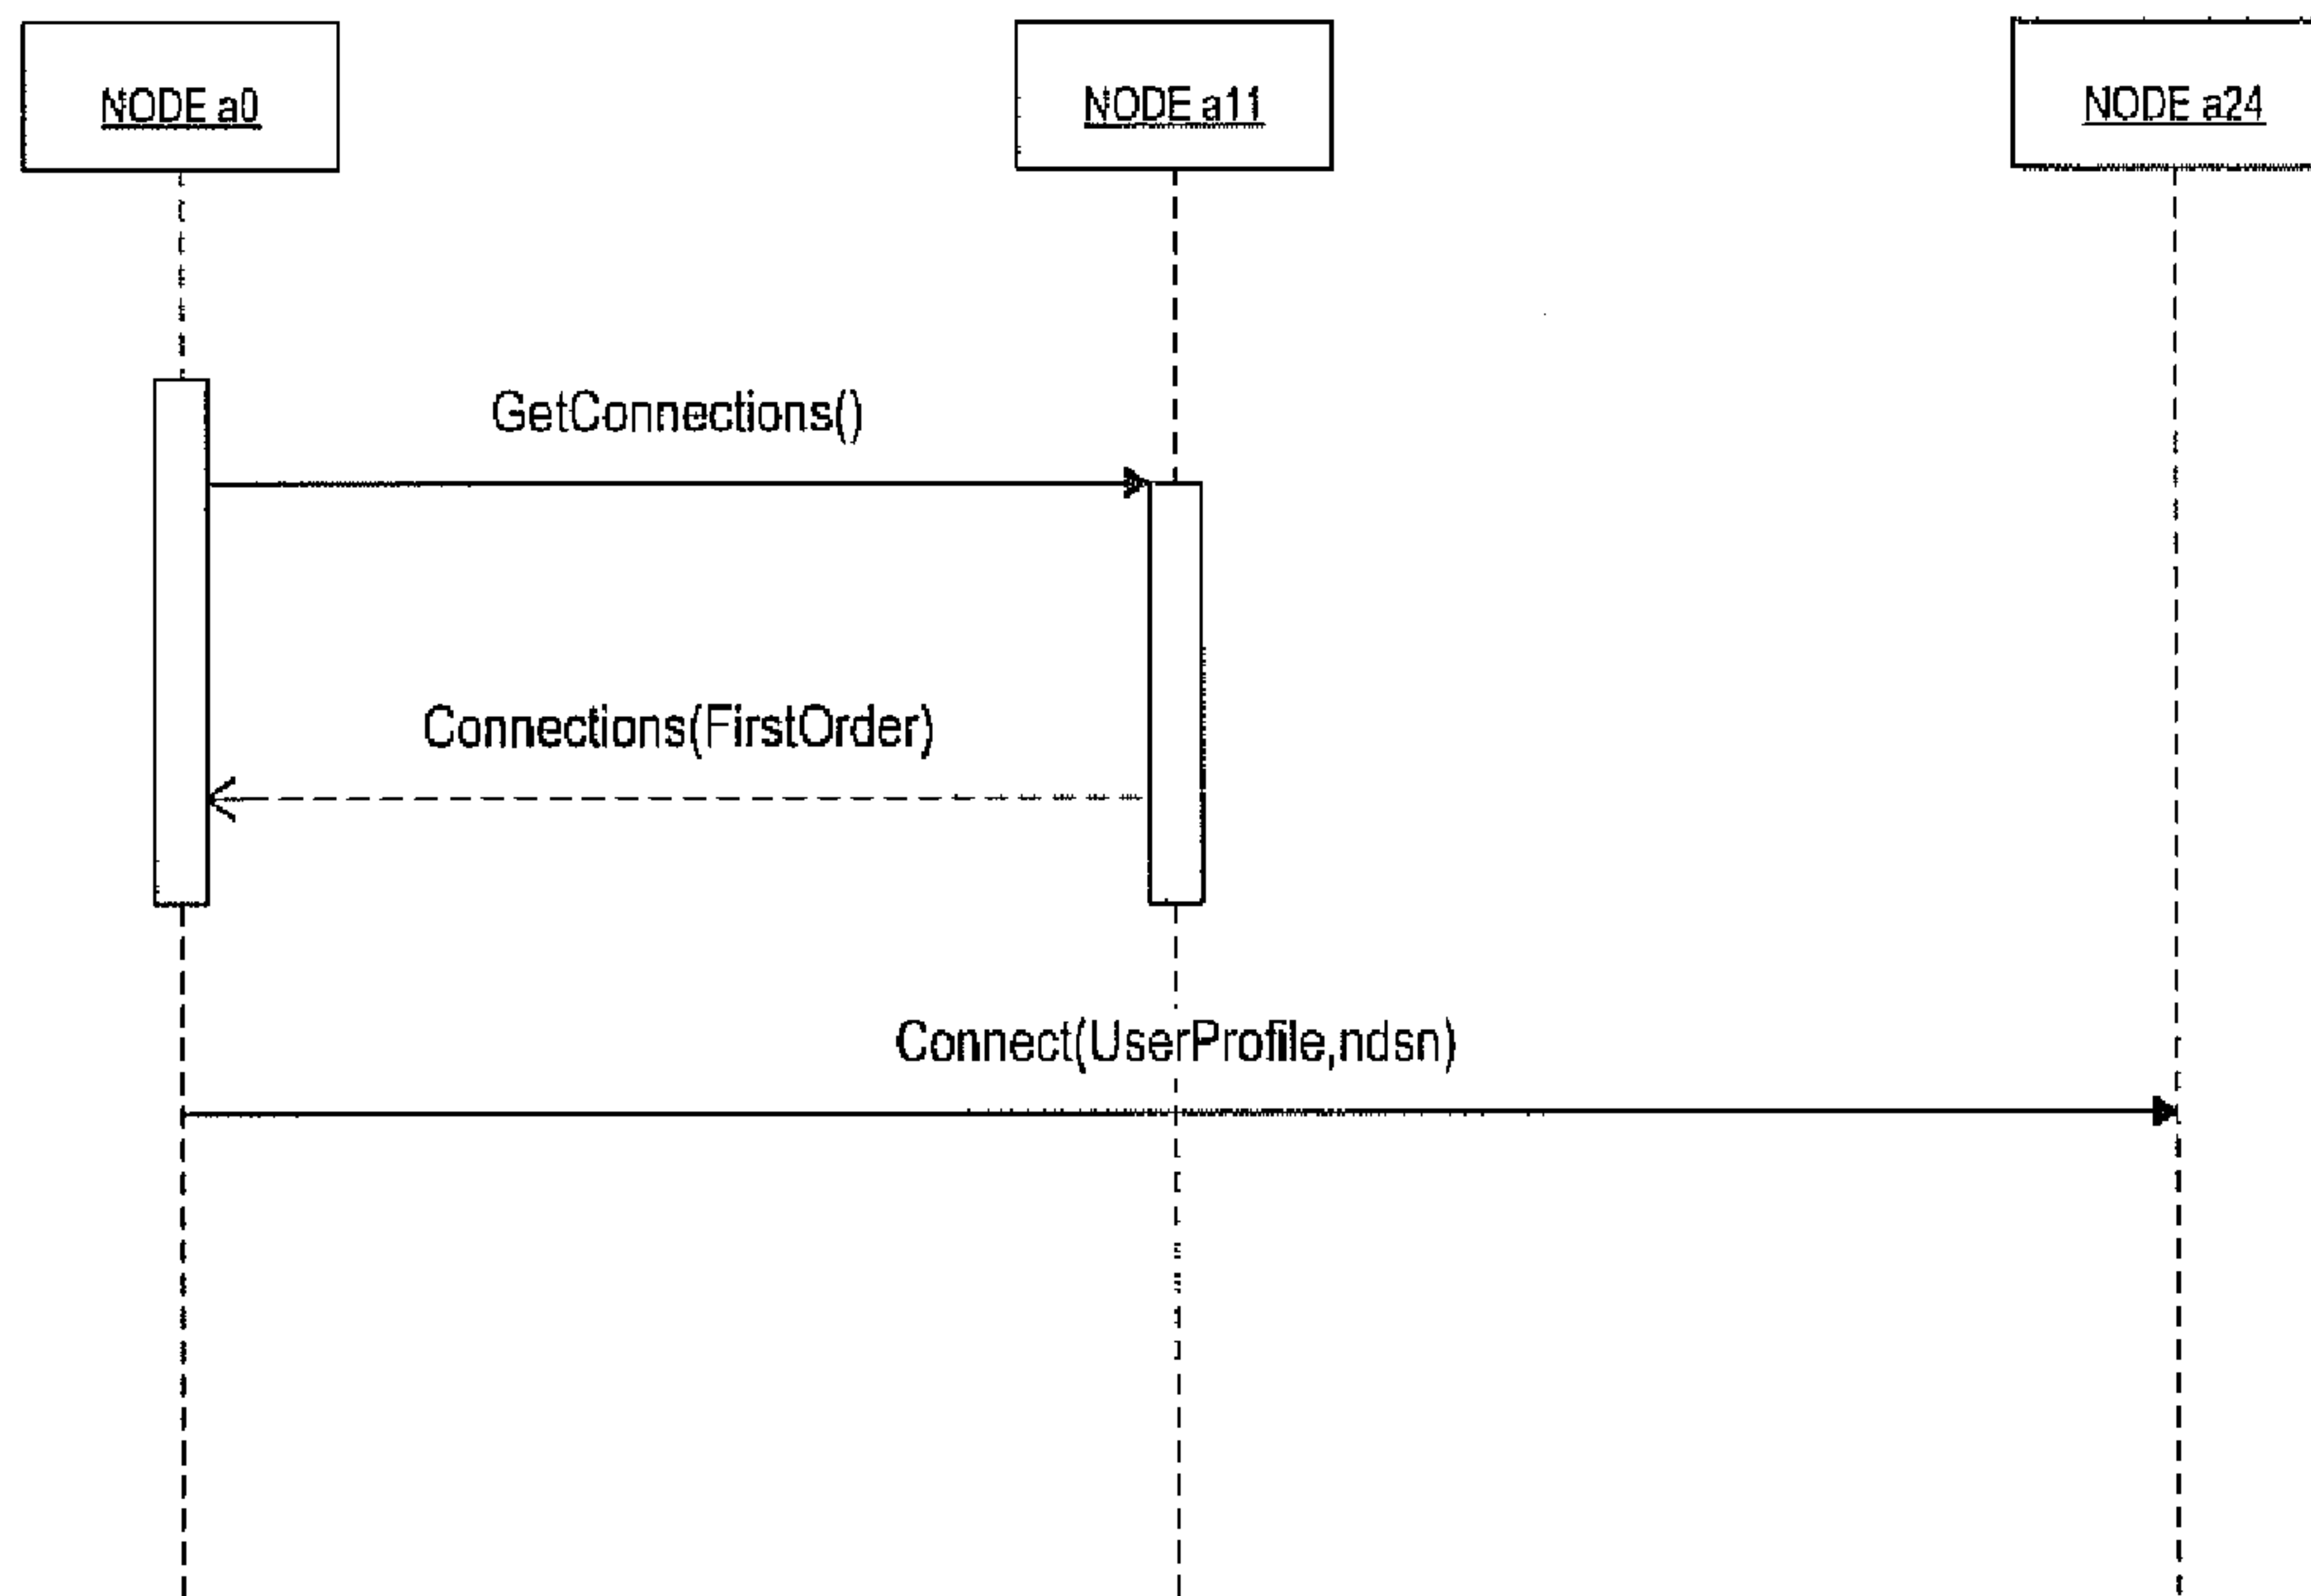 NODE a0
NODE a11
NODE a24
GetConnections()
Connections(FirstOrder)
Connect(UserProfile,ndsn)